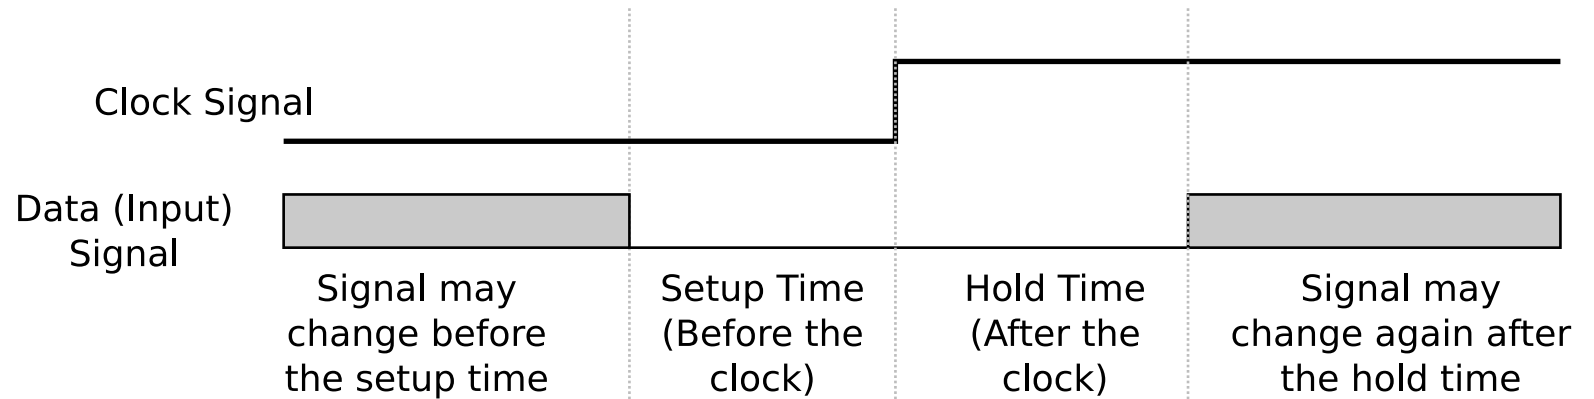 Clock Signal
Data (Input)
Signal
Signal may
change before
the setup time
Setup Time
(Before the
clock)
Hold Time
(After the
clock)
Signal may
change again after
the hold time